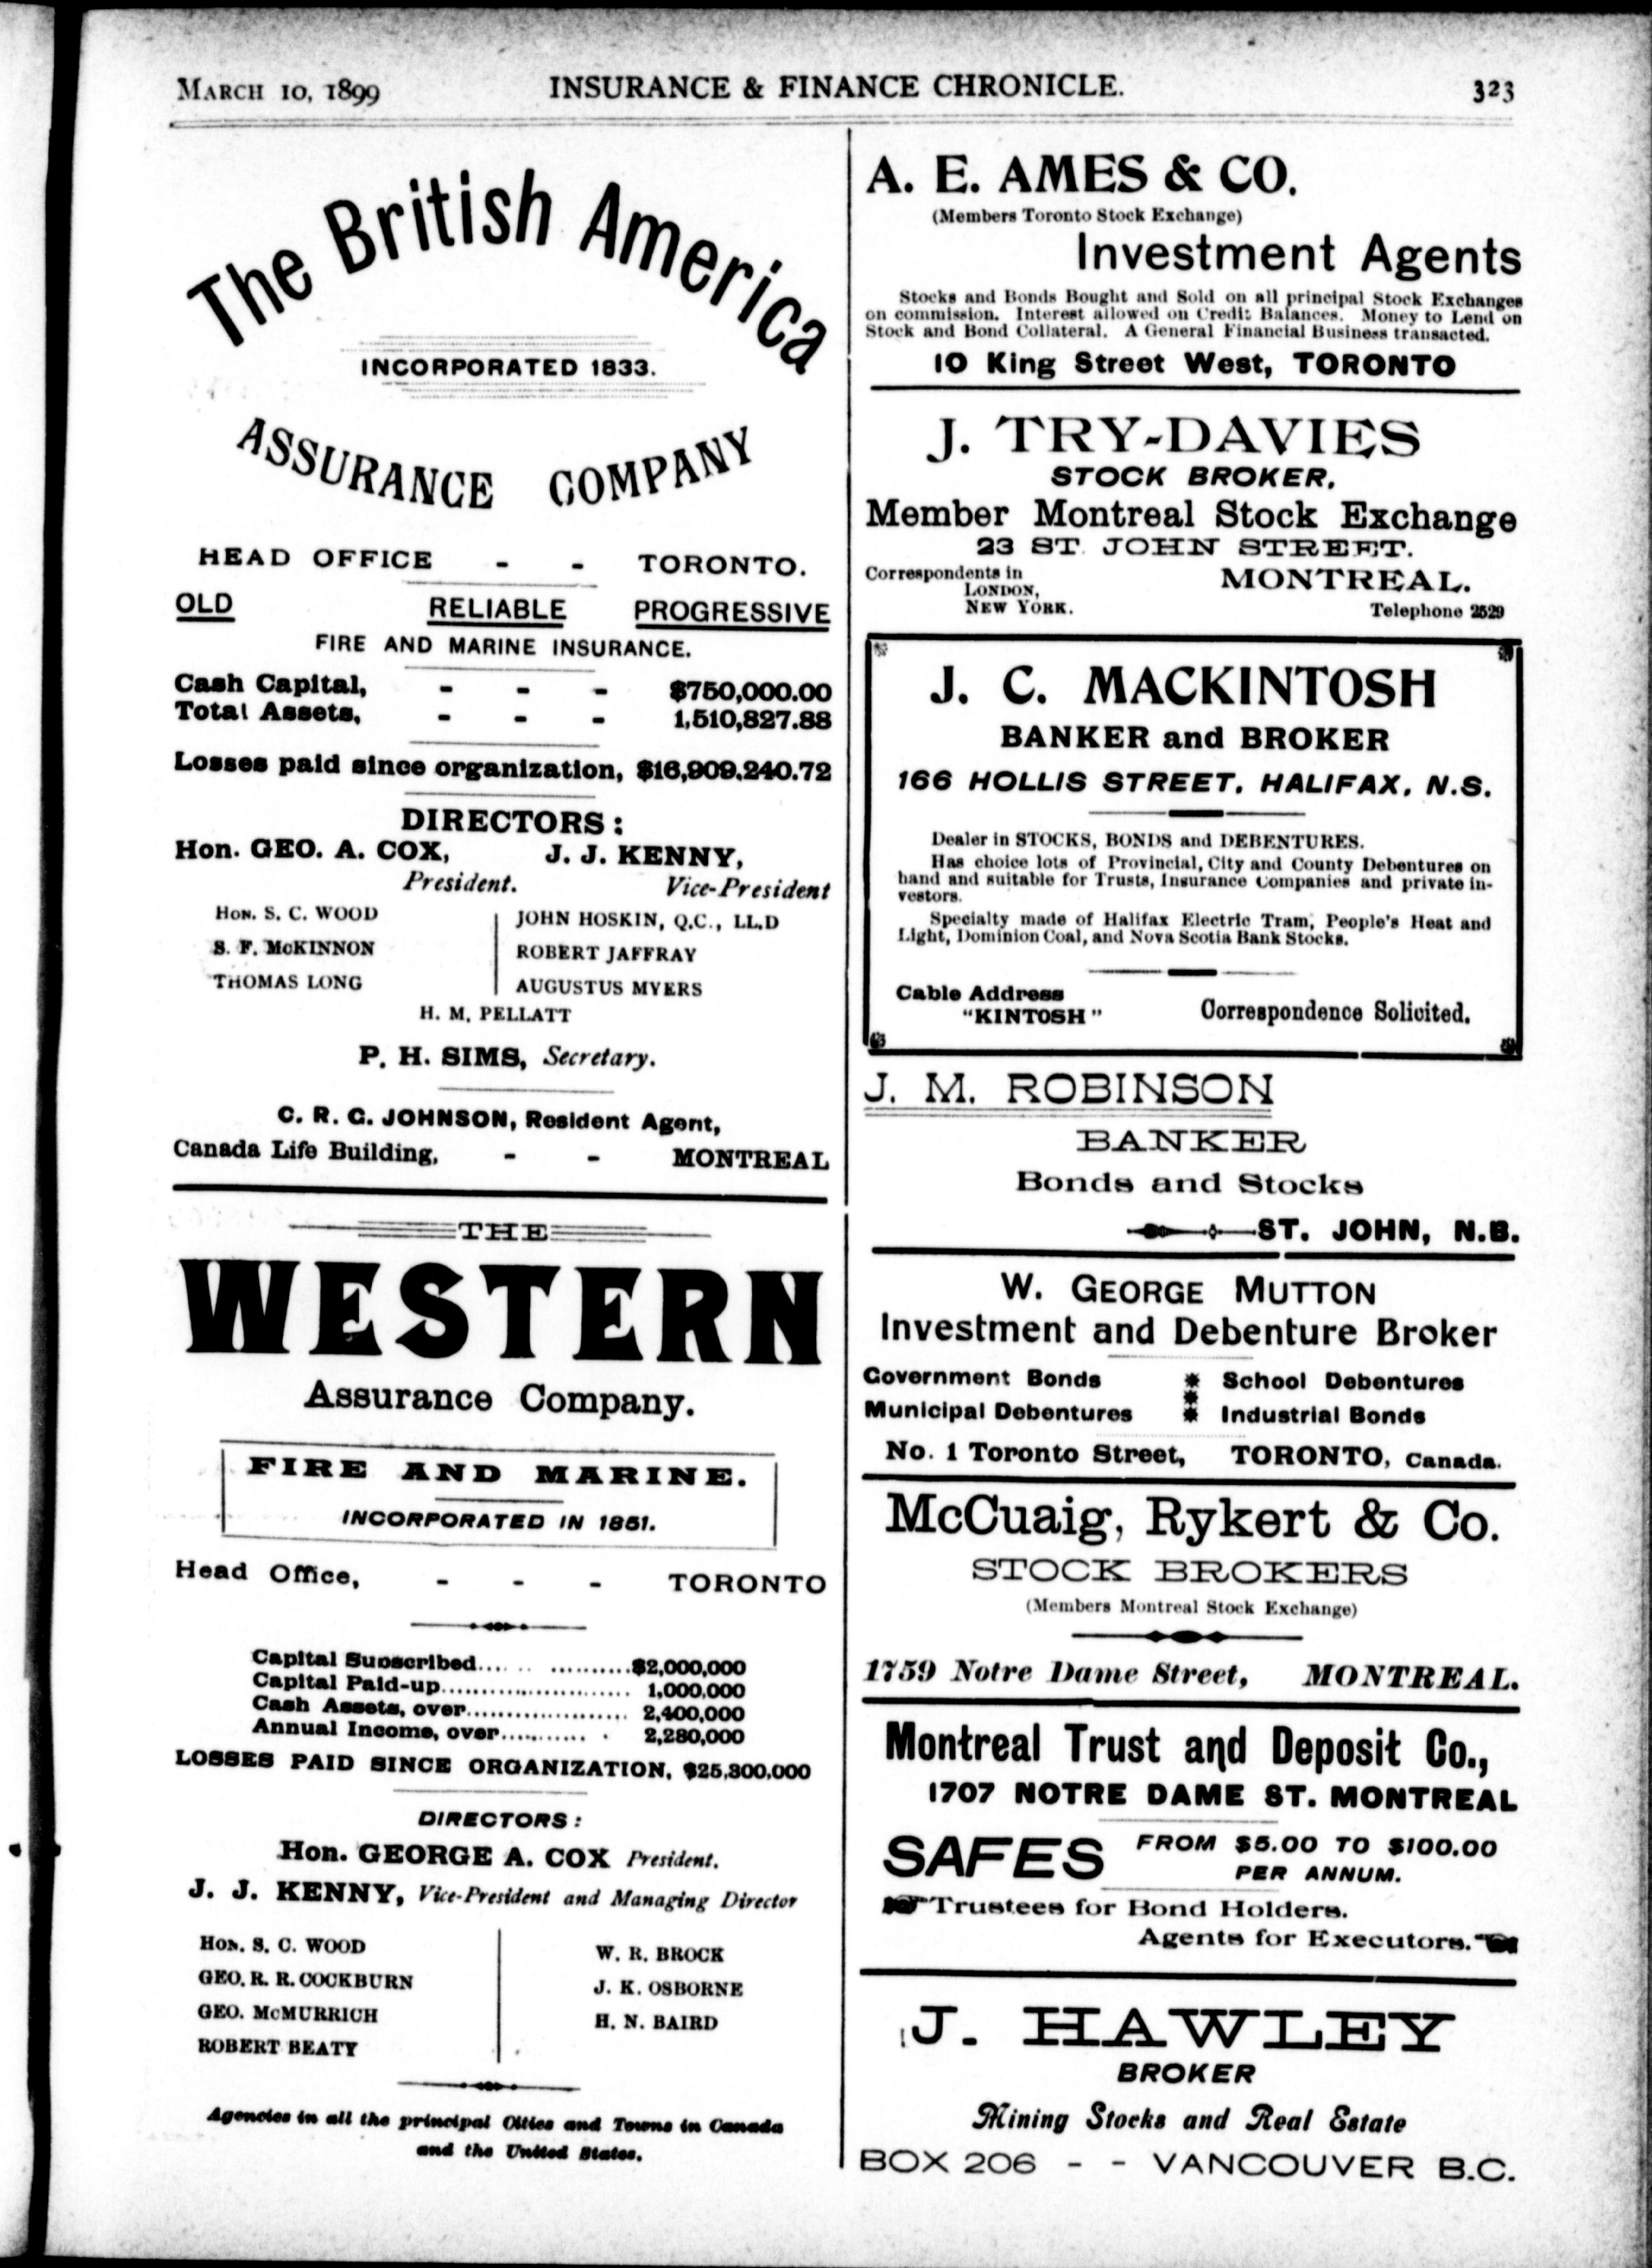 MARCH 10, 1899 INSURANCE & FINANCE CHRONICLE. 323
The British America
INCORPORATED 1833.
ASSURANCE COMPANY
HEAD OFFICE - - TORONTO.
OLD RELIABLE PROGRESSIVE
FIRE AND MARINE INSURANCE.
Cash Capital, - - - $750,000.00
Total Assets, - - - 1,510,827.88
Losses paid since organization, $16,909,240.72
DIRECTORS:
Hon. GEO. A. COX, J. J. KENNY,
President. Vice-President
HON. S. C. WOOD JOHN HOSKIN, Q.C., LL.D
S. F. McKINNON ROBERT JAFFRAY
THOMAS LONG AUGUSTUS MYERS
H. M. PELLATT
P. H. SIMS, Secretary.
C. R. G. JOHNSON, Resident Agent,
Canada Life Building, - - MONTREAL
THE
WESTERN
Assurance Company.
FIRE AND MARINE.
INCORPORATED IN 1851.
Head Office, - - - TORONTO
Capital Subscribed..............$2,000,000
Capital Paid-up.......................... 1,000,000
Cash Assets, over...................... 2,400,000
Annual Income, over............ 2,280,000
LOSSES PAID SINCE ORGANIZATION, $25,300,000
DIRECTORS:
Hon. GEORGE A. COX President.
J. J. KENNY, Vice-President and Managing Director
HON. S. C. WOOD W. R. BROCK
GEO. R. R. COCKBURN J. K. OSBORNE
GEO. McMURRICH H. N. BAIRD
ROBERT BEATY
Agencies in all the principal Cities and Towns in Canada
and the United States.
A. E. AMES & CO.
(Members Toronto Stock Exchange)
Investment Agents
Stocks and Bonds Bought and Sold on all principal Stock Exchanges
on commission. Interest allowed on Credit Balances. Money to Lend on
Stock and Bond Collateral. A General Financial Business transacted.
10 King Street West, TORONTO
J. TRY-DAVIES
STOCK BROKER,
Member Montreal Stock Exchange
23 ST. JOHN STREET.
Correspondents in MONTREAL.
LONDON,
NEW YORK. Telephone 2529
J. C. MACKINTOSH
BANKER and BROKER
166 HOLLIS STREET, HALIFAX, N.S.
Dealer in STOCKS, BONDS and DEBENTURES.
Has choice lots of Provincial, City and County Debentures on
hand and suitable for Trusts, Insurance Companies and private in-
vestors.
Specialty made of Halifax Electric Tram, People's Heat and
Light, Dominion Coal, and Nova Scotia Bank Stocks.
Cable Address
"KINTOSH" Correspondence Solicited.
J. M. ROBINSON
BANKER
Bonds and Stocks
ST. JOHN, N.B.
W. GEORGE MUTTON
Investment and Debenture Broker
Government Bonds * School Debentures
Municipal Debentures * Industrial Bonds
No. 1 Toronto Street, TORONTO, Canada.
McCuaig, Rykert & Co.
STOCK BROKERS
(Members Montreal Stock Exchange)
1759 Notre Dame Street, MONTREAL.
Montreal Trust and Deposit Co.,
1707 NOTRE DAME ST. MONTREAL
SAFES FROM $5.00 TO $100.00
PER ANNUM.
Trustees for Bond Holders.
Agents for Executors.
J. HAWLEY
BROKER
Mining Stocks and Real Estate
BOX 206 - - VANCOUVER B.C.